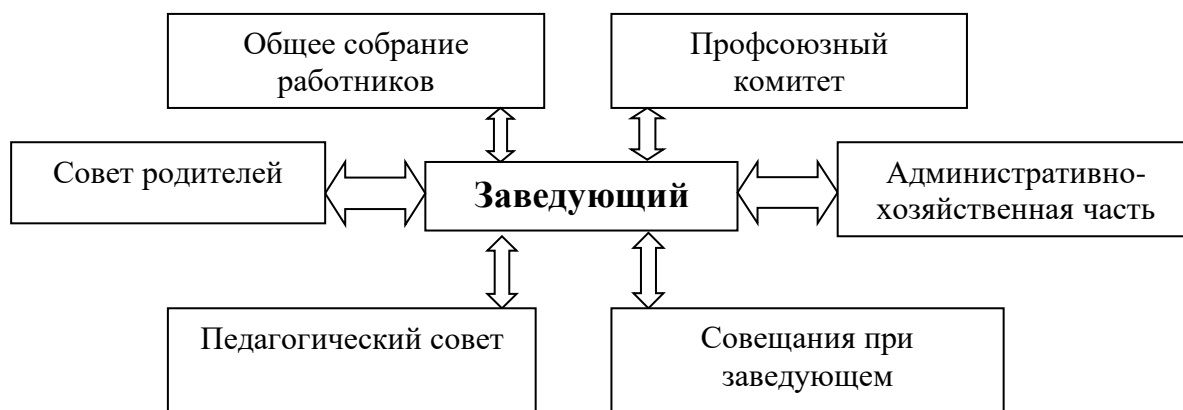 Общее собрание
работников
Профсоюзный
комитет
Совет родителей
Заведующий
Административно-
хозяйственная часть
Педагогический совет
Совещания при
заведующем